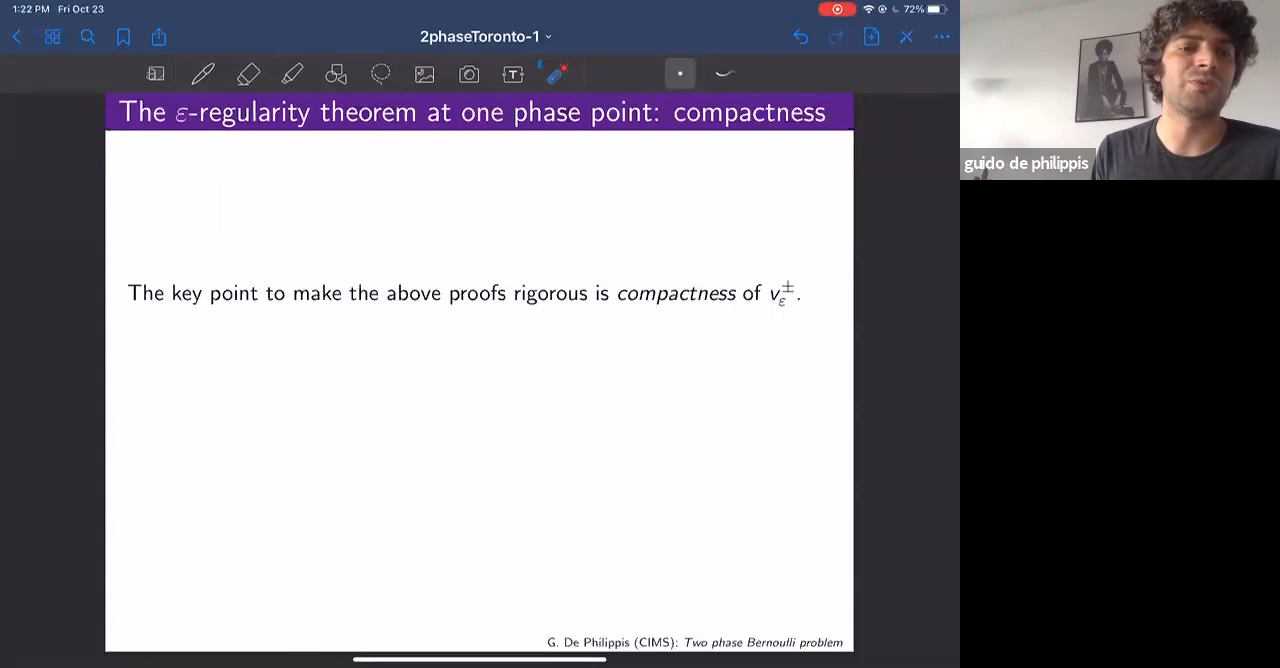 1:22 PM Fri Oct 23
72%
2phaseToronto-1
T
The ε-regularity theorem at one phase point: compactness
guido de philippis
The key point to make the above proofs rigorous is compactness of v_ε^±.
G. De Philippis (CIMS): Two phase Bernoulli problem